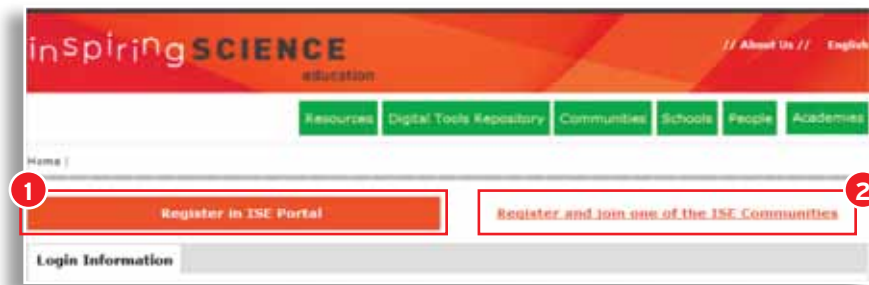 inspiring SCIENCE
education
// About Us // English
Resources Digital Tools Repository Communities Schools People Academies
Home |
1 2
Register in ISE Portal Register and join one of the ISE Communities
Login Information